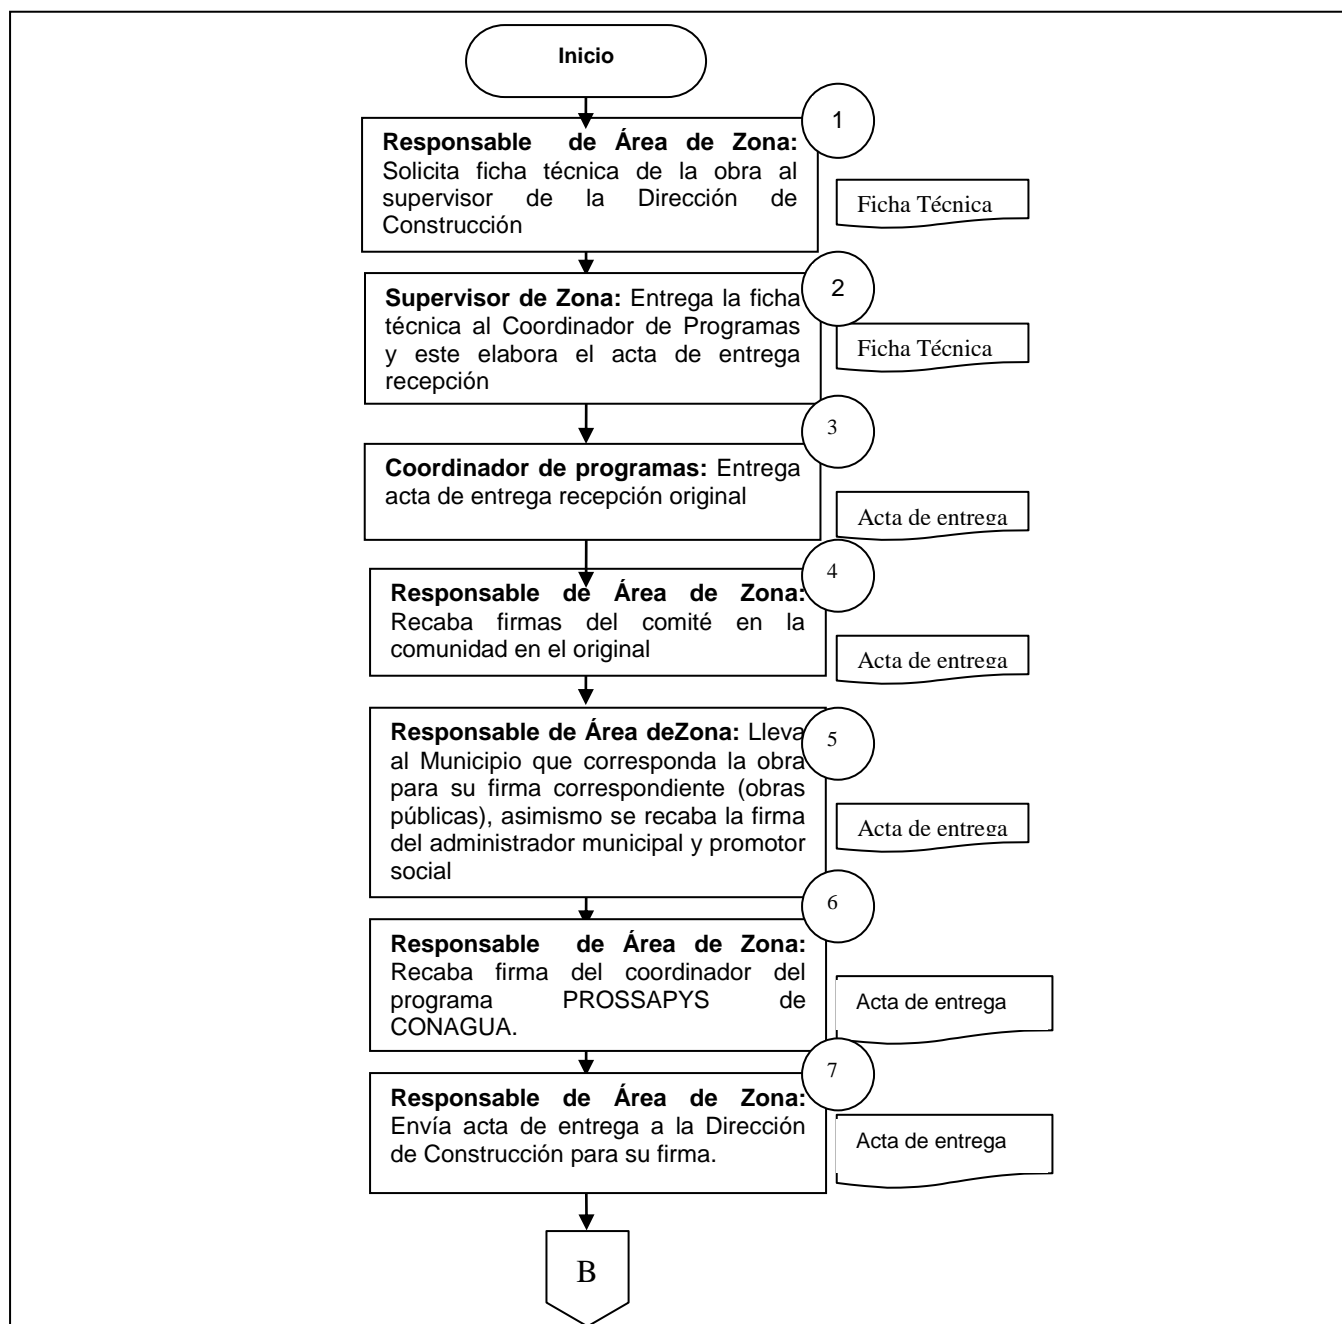 Inicio
1
Responsable de Área de Zona:
Solicita ficha técnica de la obra al
supervisor de la Dirección de
Construcción
Ficha Técnica
2
Supervisor de Zona: Entrega la ficha
técnica al Coordinador de Programas
y este elabora el acta de entrega
recepción
Ficha Técnica
3
Coordinador de programas: Entrega
acta de entrega recepción original
Acta de entrega
4
Responsable de Área de Zona:
Recaba firmas del comité en la
comunidad en el original
Acta de entrega
5
Responsable de Área deZona: Lleva
al Municipio que corresponda la obra
para su firma correspondiente (obras
públicas), asimismo se recaba la firma
del administrador municipal y promotor
social
Acta de entrega
6
Responsable de Área de Zona:
Recaba firma del coordinador del
programa PROSSAPYS de
CONAGUA.
Acta de entrega
7
Responsable de Área de Zona:
Envía acta de entrega a la Dirección
de Construcción para su firma.
Acta de entrega
B